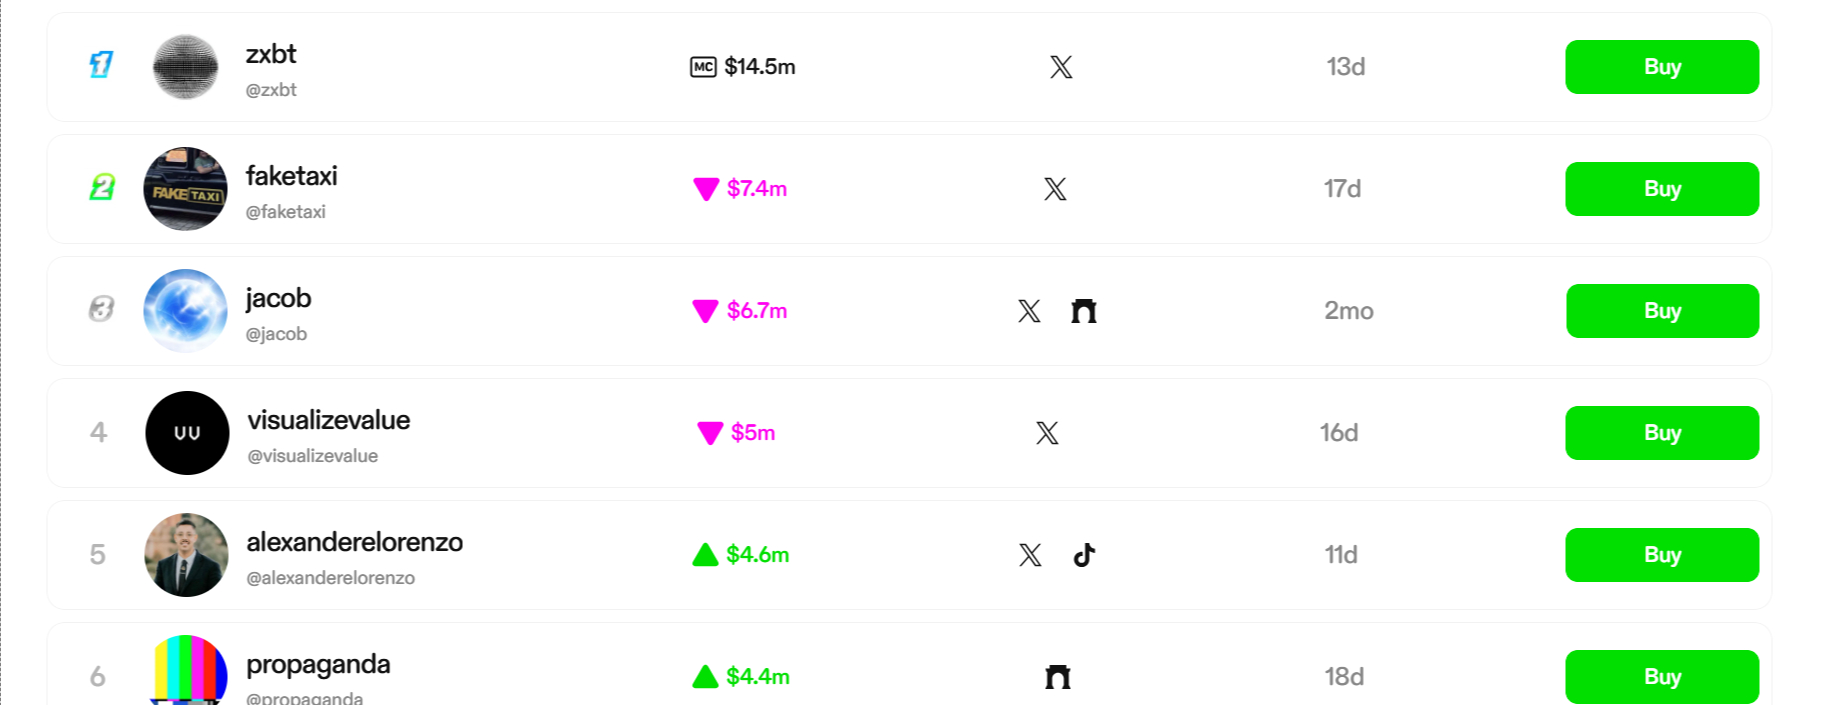 1
zxbt
@zxbt
MC $14.5m
13d
Buy
2
FAKE TAXI
faketaxi
@faketaxi
$7.4m
17d
Buy
3
jacob
@jacob
$6.7m
2mo
Buy
4
VV
visualizevalue
@visualizevalue
$5m
16d
Buy
5
alexanderelorenzo
@alexanderelorenzo
$4.6m
11d
Buy
6
propaganda
@propaganda
$4.4m
18d
Buy